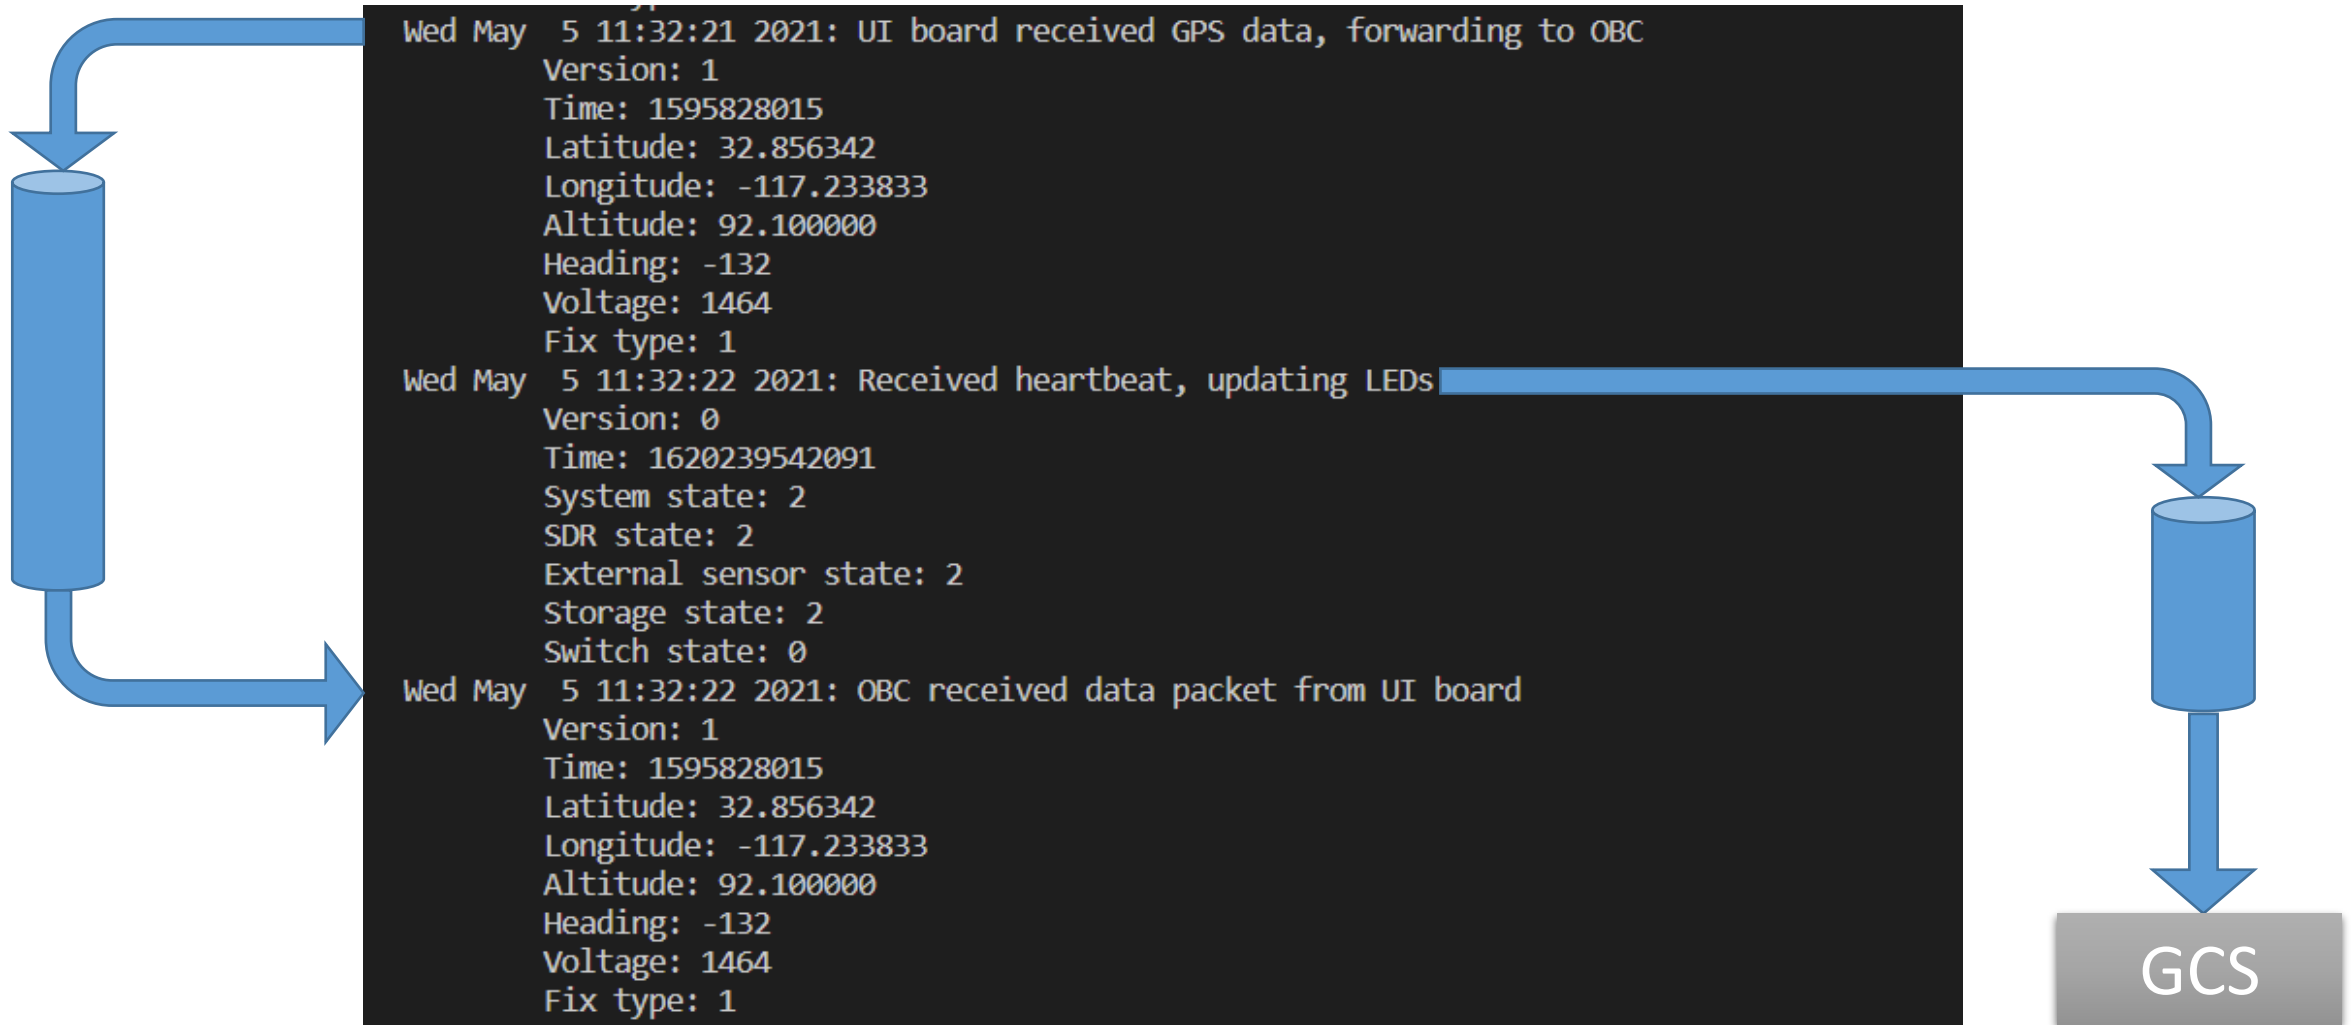 Wed May  5 11:32:21 2021: UI board received GPS data, forwarding to OBC
Version: 1
Time: 1595828015
Latitude: 32.856342
Longitude: -117.233833
Altitude: 92.100000
Heading: -132
Voltage: 1464
Fix type: 1
Wed May  5 11:32:22 2021: Received heartbeat, updating LEDs
Version: 0
Time: 1620239542091
System state: 2
SDR state: 2
External sensor state: 2
Storage state: 2
Switch state: 0
Wed May  5 11:32:22 2021: OBC received data packet from UI board
Version: 1
Time: 1595828015
Latitude: 32.856342
Longitude: -117.233833
Altitude: 92.100000
Heading: -132
Voltage: 1464
Fix type: 1
GCS